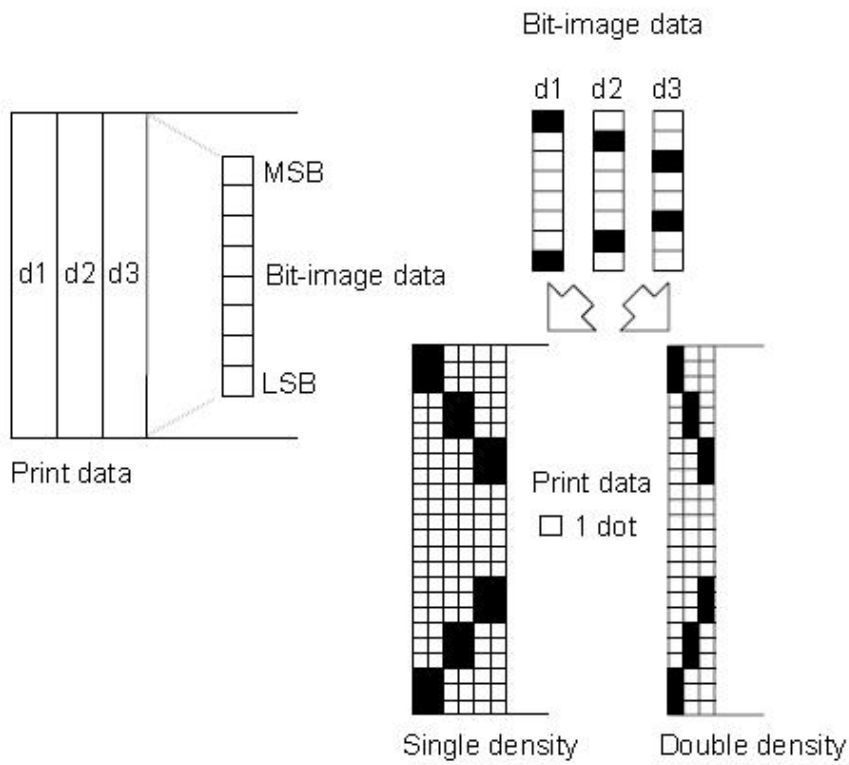 Bit-image data
d1 d2 d3
MSB
d1 d2 d3
Bit-image data
LSB
Print data
Print data
1 dot
Single density
Double density